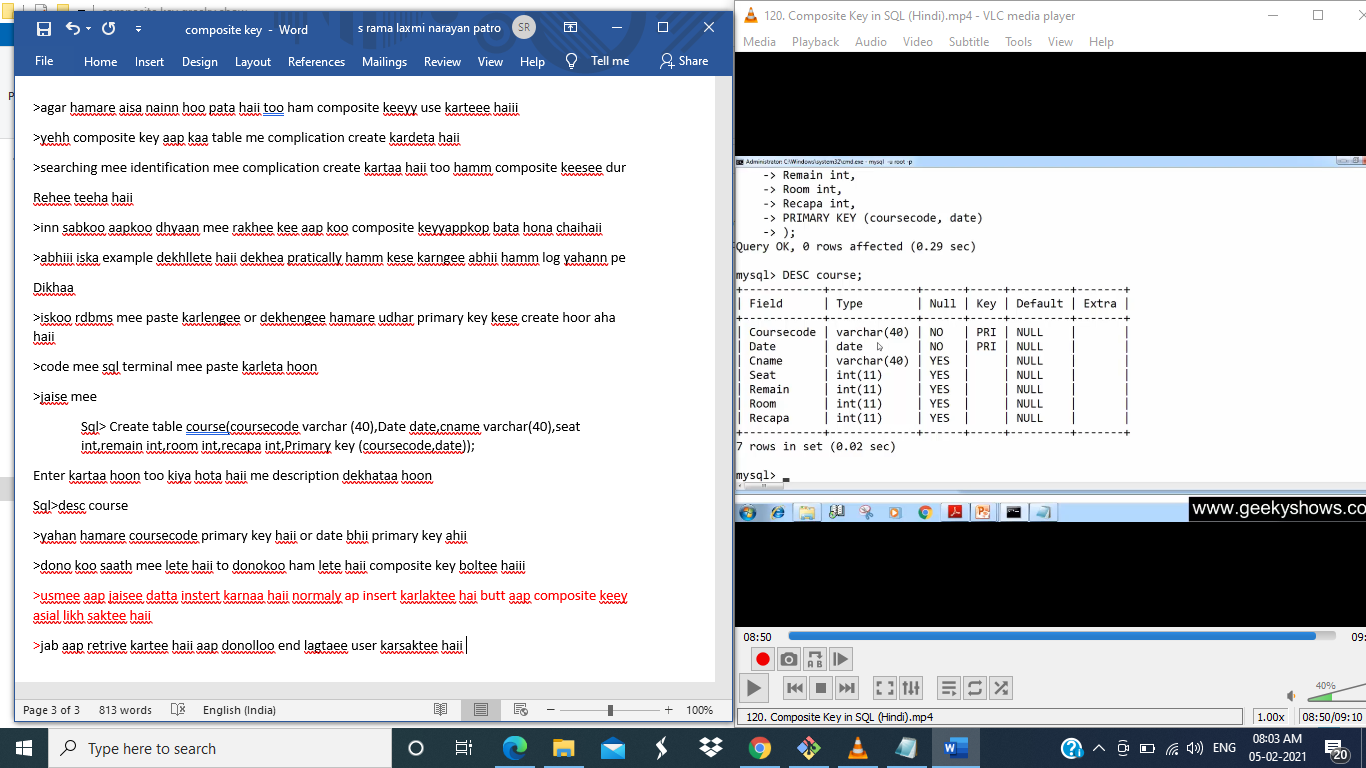 composite key - Word
s rama laxmi narayan patro
SR
File Home Insert Design Layout References Mailings Review View Help Tell me Share
>agar hamare aisa nainn hoo pata haii too ham composite keeyy use karteee haiii
>yehh composite key aap kaa table me complication create kardeta haii
>searching mee identification mee complication create kartaa haii too hamm composite keesee dur
Rehee teeha haii
>inn sabkoo aapkoo dhyaan mee rakhee kee aap koo composite keyyappkop bata hona chaihaii
>abhiii iska example dekhllete haii dekhea pratically hamm kese karngee abhii hamm log yahann pe
Dikhaa
>iskoo rdbms mee paste karlengee or dekhengee hamare udhar primary key kese create hoor aha
haii
>code mee sql terminal mee paste karleta hoon
>jaise mee
Sql> Create table course(coursecode varchar (40),Date date,cname varchar(40),seat
int,remain int,room int,recapa int,Primary key (coursecode,date));
Enter kartaa hoon too kiya hota haii me description dekhataa hoon
Sql>desc course
>yahan hamare coursecode primary key haii or date bhii primary key ahii
>dono koo saath mee lete haii to donokoo ham lete haii composite key boltee haiii
>usmee aap jaisee datta instert karnaa haii normaly ap insert karlaktee hai butt aap composite keey
asial likh saktee haii
>jab aap retrive kartee haii aap donolloo end lagtaee user karsaktee haii
Page 3 of 3 813 words English (India) 100%
120. Composite Key in SQL (Hindi).mp4 - VLC media player
Media Playback Audio Video Subtitle Tools View Help
Administrator: C:\Windows\system32\cmd.exe - mysql -u root -p
-> Remain int,
-> Room int,
-> Recapa int,
-> PRIMARY KEY (coursecode, date)
-> );
Query OK, 0 rows affected (0.29 sec)
mysql> DESC course;
+------------+-------------+------+-----+---------+-------+
| Field | Type | Null | Key | Default | Extra |
+------------+-------------+------+-----+---------+-------+
| Coursecode | varchar(40) | NO | PRI | NULL | |
| Date | date | NO | PRI | NULL | |
| Cname | varchar(40) | YES | | NULL | |
| Seat | int(11) | YES | | NULL | |
| Remain | int(11) | YES | | NULL | |
| Room | int(11) | YES | | NULL | |
| Recapa | int(11) | YES | | NULL | |
+------------+-------------+------+-----+---------+-------+
7 rows in set (0.02 sec)
mysql> _
www.geekyshows.co
08:50 09:
A B
40%
120. Composite Key in SQL (Hindi).mp4 1.00x 08:50/09:10
Type here to search
ENG
08:03 AM
05-02-2021
20